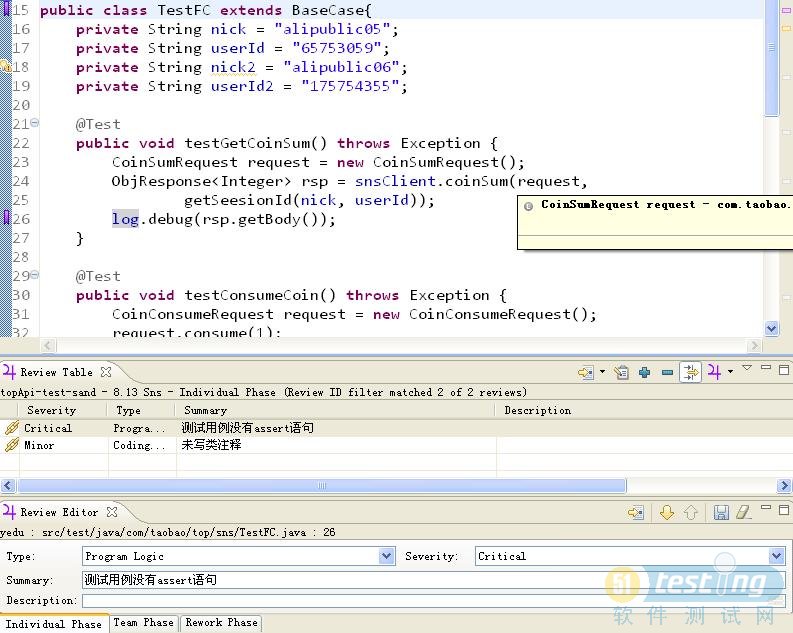 15 public class TestFC extends BaseCase{
16 private String nick = "alipublic05";
17 private String userId = "65753059";
18 private String nick2 = "alipublic06";
19 private String userId2 = "175754355";
20
21 @Test
22 public void testGetCoinSum() throws Exception {
23 CoinSumRequest request = new CoinSumRequest();
24 ObjResponse<Integer> rsp = snsClient.coinSum(request,
25 getSeesionId(nick, userId));
CoinSumRequest request - com.taobao.
26 log.debug(rsp.getBody());
27 }
28
29 @Test
30 public void testConsumeCoin() throws Exception {
31 CoinConsumeRequest request = new CoinConsumeRequest();
32 request.consume(1);
Review Table
topApi-test-sand - 8.13 Sns - Individual Phase (Review ID filter matched 2 of 2 reviews)
Severity Type Summary Description
Critical Progra... 测试用例没有assert语句
Minor Coding... 未写类注释
Review Editor
yedu : src/test/java/com/taobao/top/sns/TestFC.java : 26
Type: Program Logic Severity: Critical
Summary: 测试用例没有assert语句
Description:
Individual Phase Team Phase Rework Phase
51testing
软件测试网